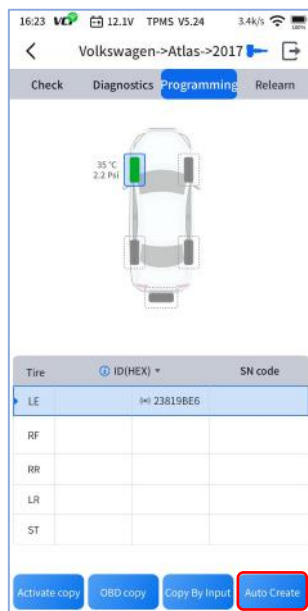 16:23 VCI 12.1V TPMS V5.24 3.4k/s 100%
Volkswagen->Atlas->2017
Check Diagnostics Programming Relearn
35 ℃
2.2 Psi
Tire ID(HEX) SN code
LE 23819BE6
RF
RR
LR
ST
Activate copy OBD copy Copy By Input Auto Create